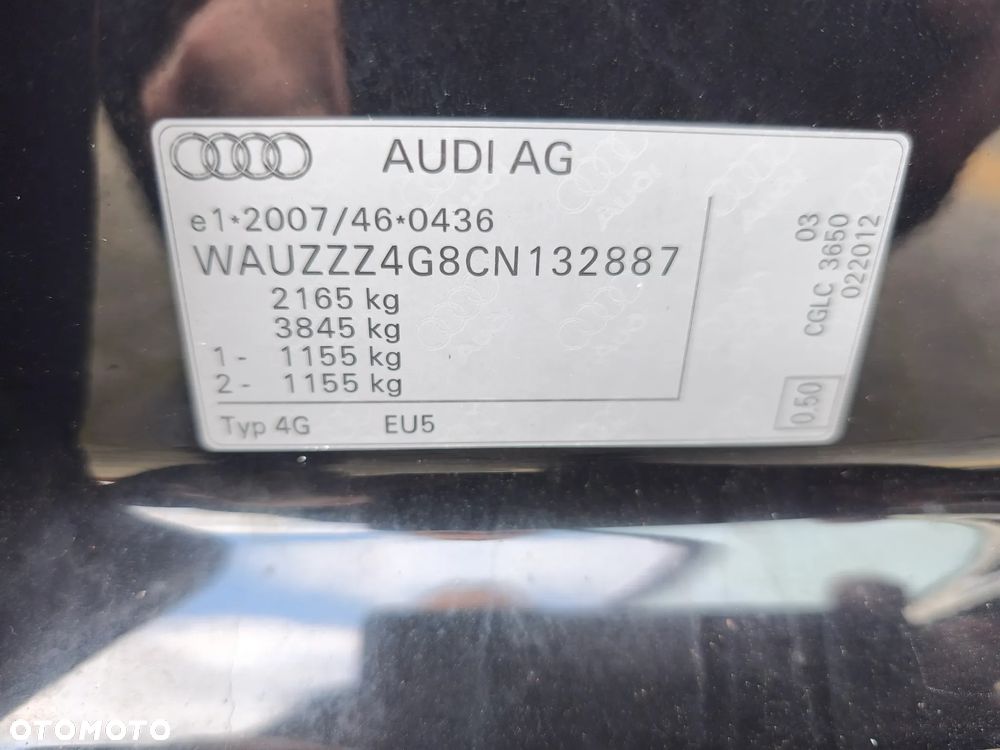 AUDI AG
e1*2007/46*0436
WAUZZZ4G8CN132887
2165 kg
3845 kg
1- 1155 kg
2- 1155 kg
Typ 4G EU5
03
CGLC 3650
022012
0.50
OTOMOTO